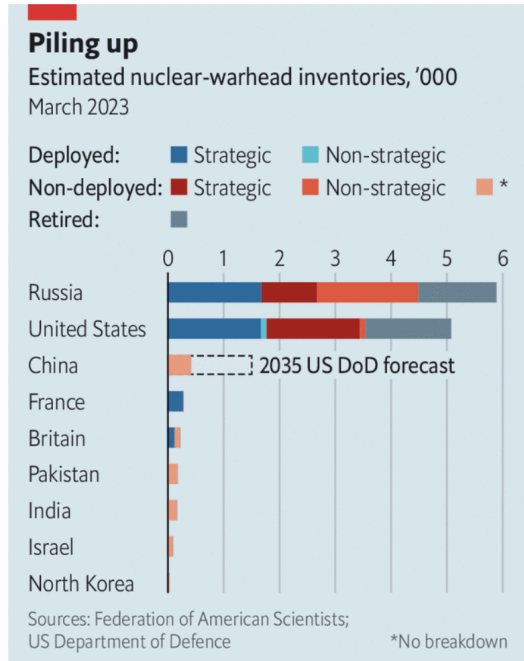 Piling up
Estimated nuclear-warhead inventories, ’000
March 2023
Deployed: Strategic Non-strategic
Non-deployed: Strategic Non-strategic *
Retired:
0 1 2 3 4 5 6
Russia
United States
China 2035 US DoD forecast
France
Britain
Pakistan
India
Israel
North Korea
Sources: Federation of American Scientists;
US Department of Defence *No breakdown